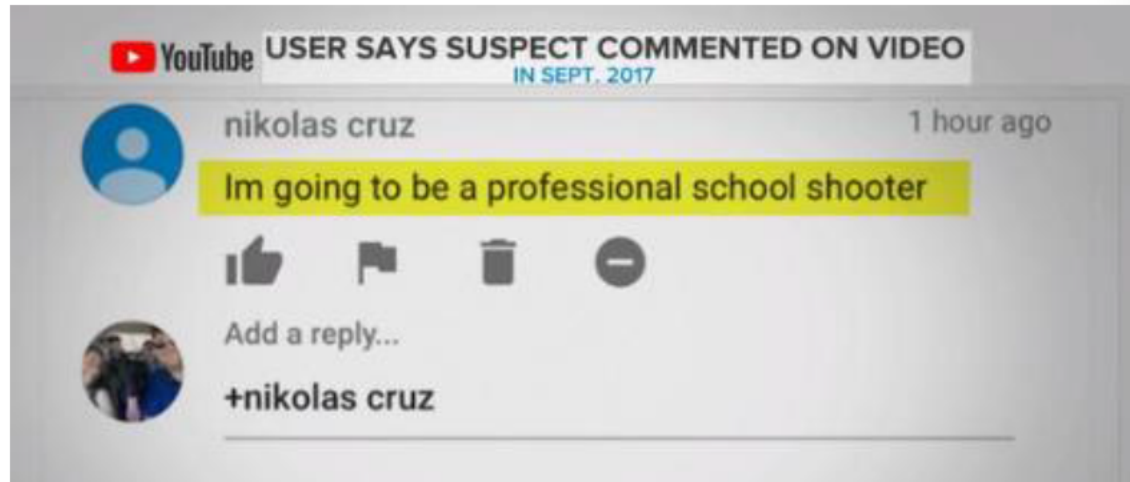 YouTube USER SAYS SUSPECT COMMENTED ON VIDEO
IN SEPT. 2017
nikolas cruz 1 hour ago
Im going to be a professional school shooter
Add a reply...
+nikolas cruz